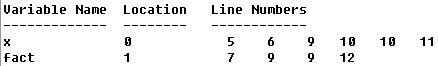 Variable Name  Location   Line Numbers
-------------  --------   ------------
x              0            5    6    9    10   10   11
fact           1            7    9    9    12